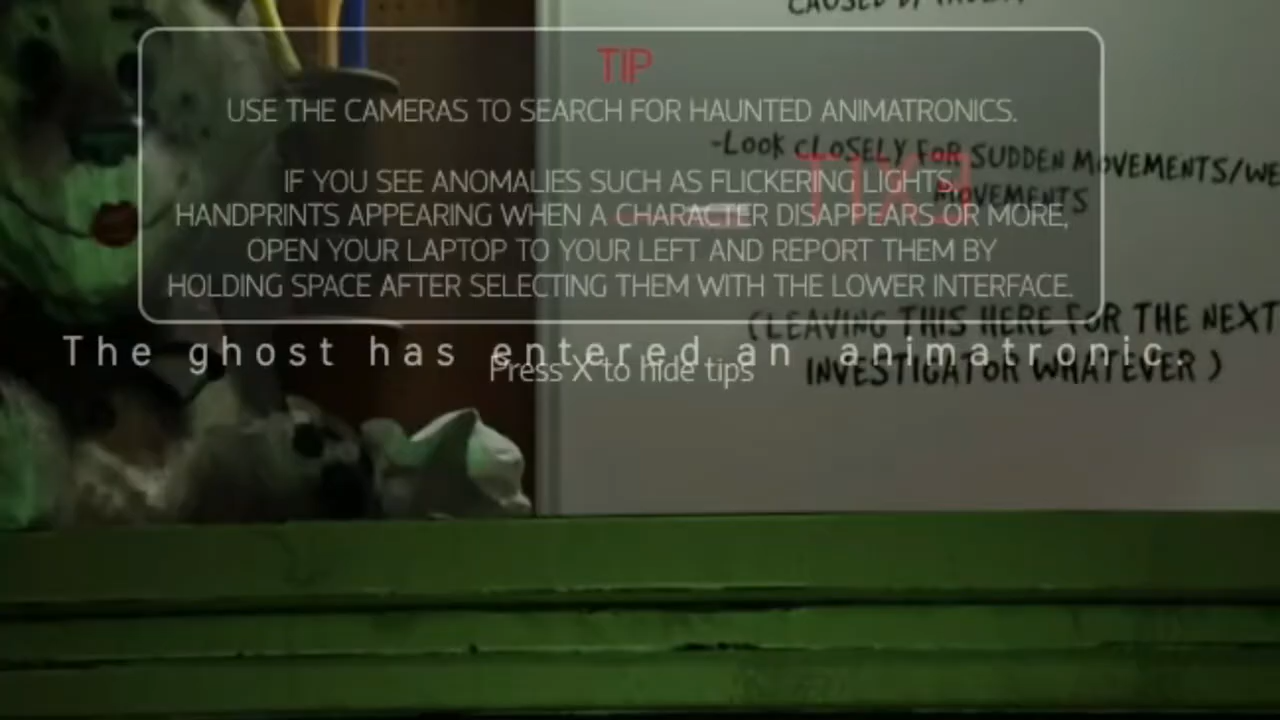 TIP
USE THE CAMERAS TO SEARCH FOR HAUNTED ANIMATRONICS.
-LOOK CLOSELY FOR SUDDEN MOVEMENTS/WE
MOVEMENTS
IF YOU SEE ANOMALIES SUCH AS FLICKERING LIGHTS,
HANDPRINTS APPEARING WHEN A CHARACTER DISAPPEARS OR MORE,
OPEN YOUR LAPTOP TO YOUR LEFT AND REPORT THEM BY
HOLDING SPACE AFTER SELECTING THEM WITH THE LOWER INTERFACE.
(LEAVING THIS HERE FOR THE NEXT
INVESTIGATOR WHATEVER )
The ghost has entered an animatronic
Press X to hide tips